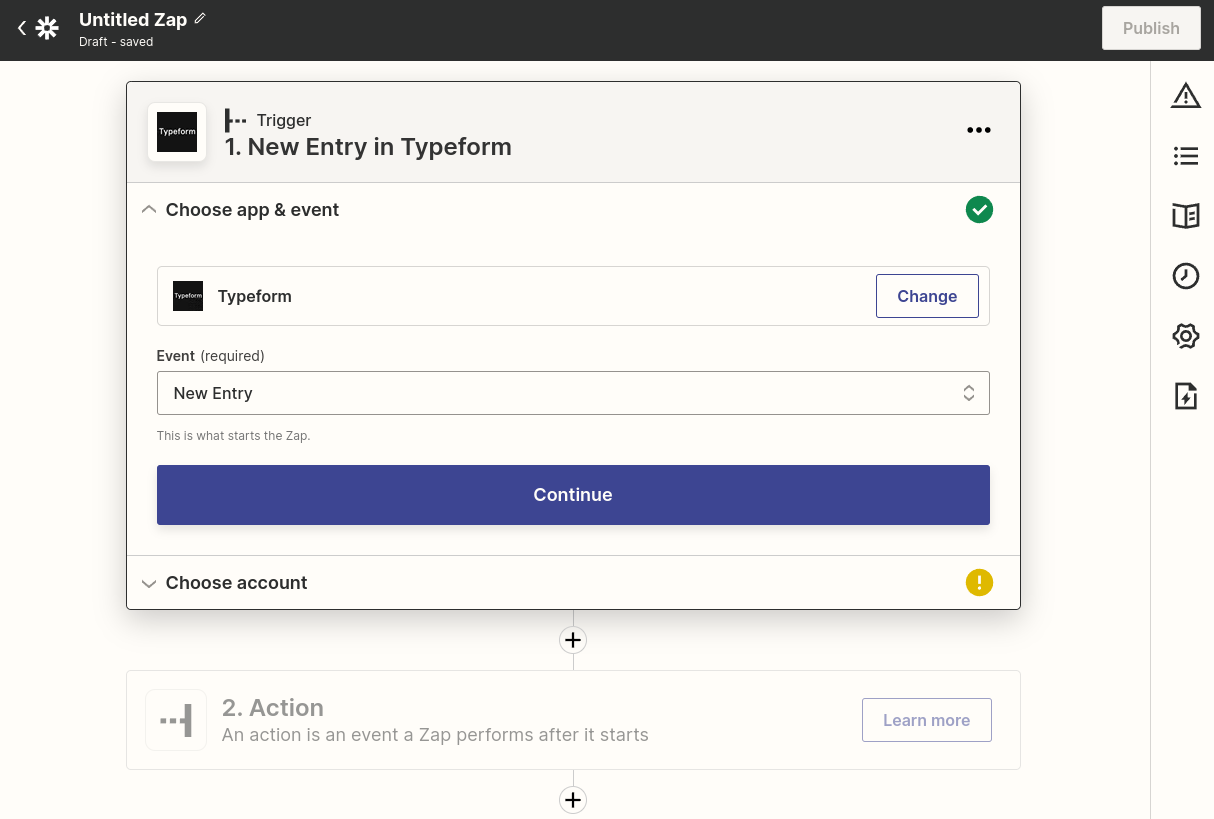 Untitled Zap
Draft - saved
Publish
Typeform
Trigger
1. New Entry in Typeform
Choose app & event
Typeform
Typeform
Change
Event (required)
New Entry
This is what starts the Zap.
Continue
Choose account
2. Action
An action is an event a Zap performs after it starts
Learn more